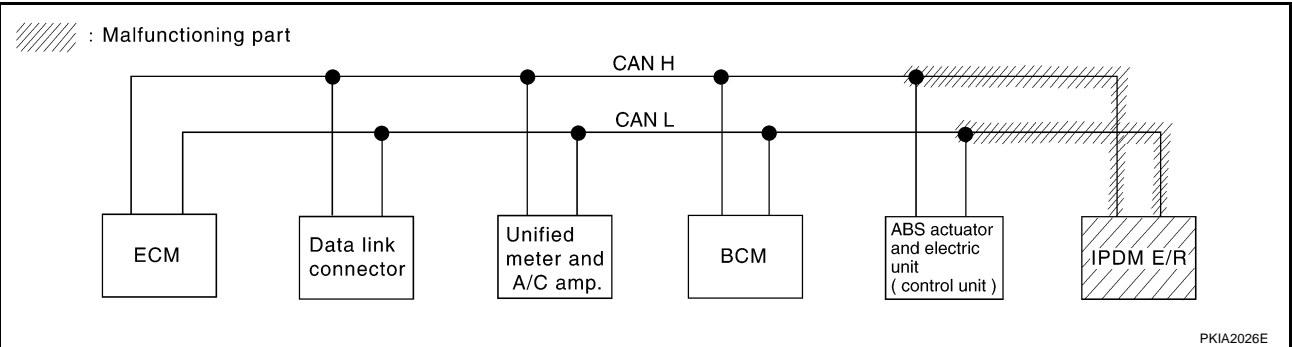 : Malfunctioning part
CAN H
CAN L
ECM
Data link
connector
Unified
meter and
A/C amp.
BCM
ABS actuator
and electric
unit
( control unit )
IPDM E/R
PKIA2026E